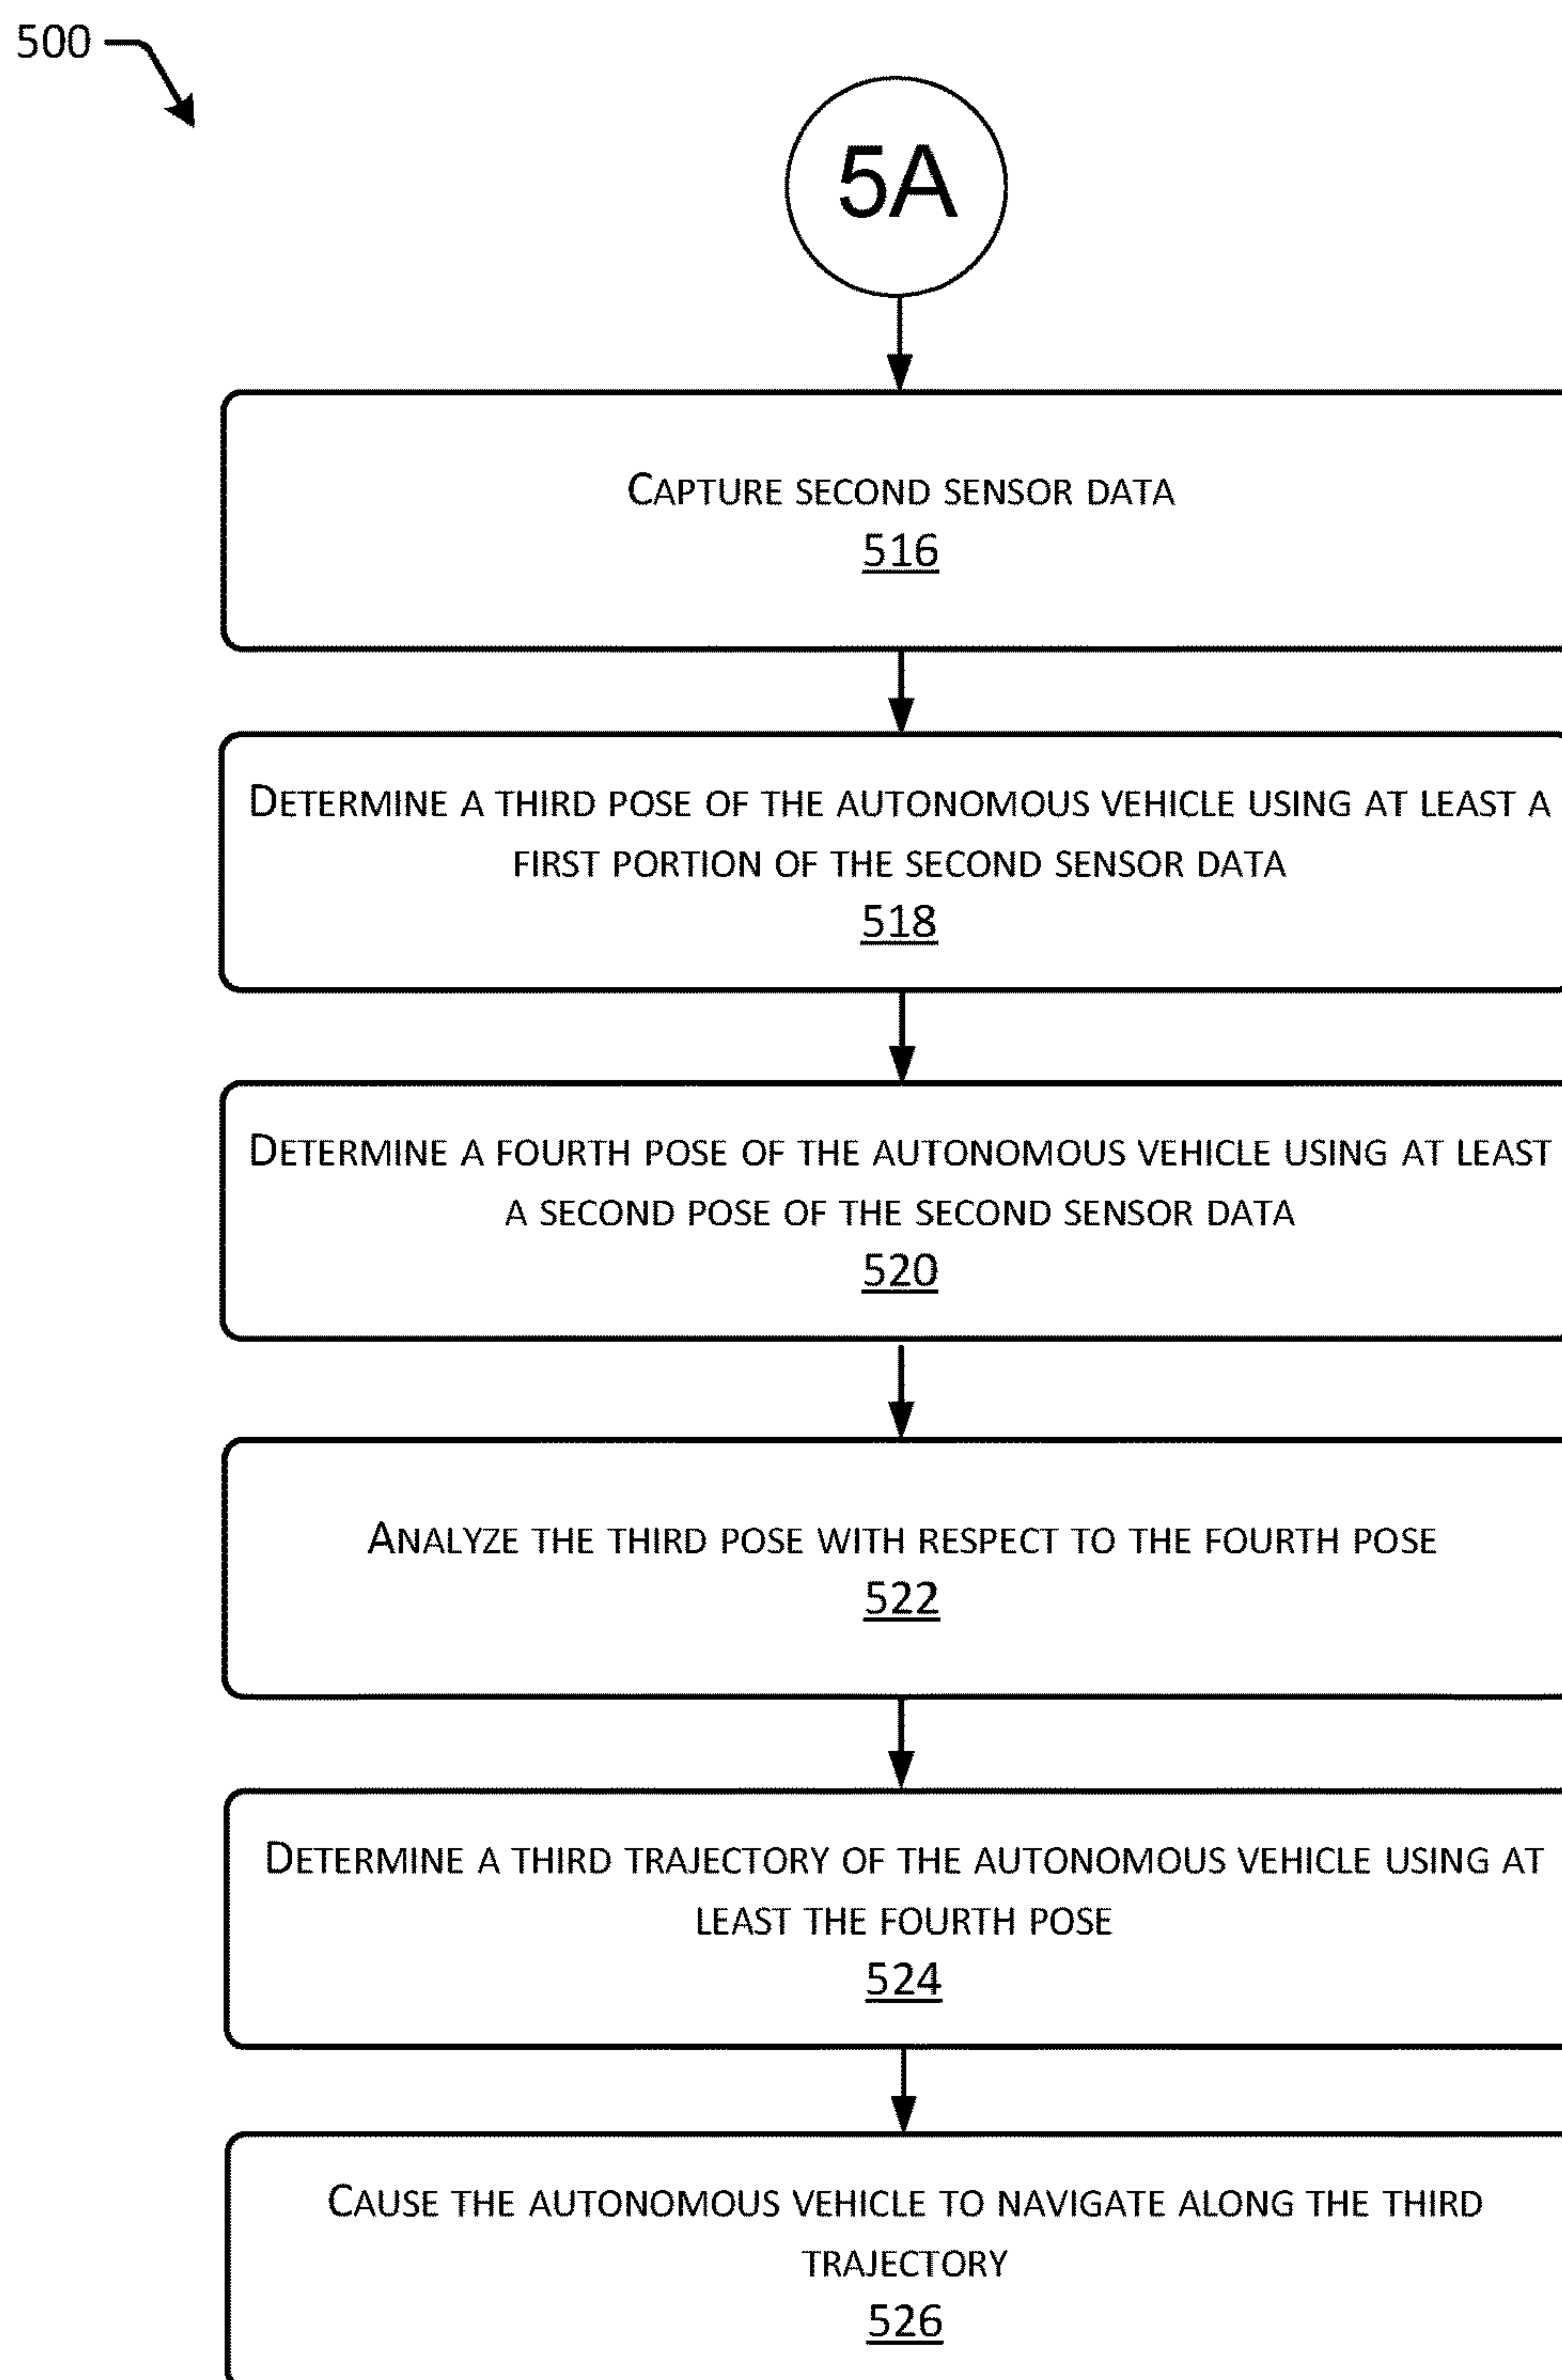 500
5A
CAPTURE SECOND SENSOR DATA
516
DETERMINE A THIRD POSE OF THE AUTONOMOUS VEHICLE USING AT LEAST A
FIRST PORTION OF THE SECOND SENSOR DATA
518
DETERMINE A FOURTH POSE OF THE AUTONOMOUS VEHICLE USING AT LEAST
A SECOND POSE OF THE SECOND SENSOR DATA
520
ANALYZE THE THIRD POSE WITH RESPECT TO THE FOURTH POSE
522
DETERMINE A THIRD TRAJECTORY OF THE AUTONOMOUS VEHICLE USING AT
LEAST THE FOURTH POSE
524
CAUSE THE AUTONOMOUS VEHICLE TO NAVIGATE ALONG THE THIRD
TRAJECTORY
526